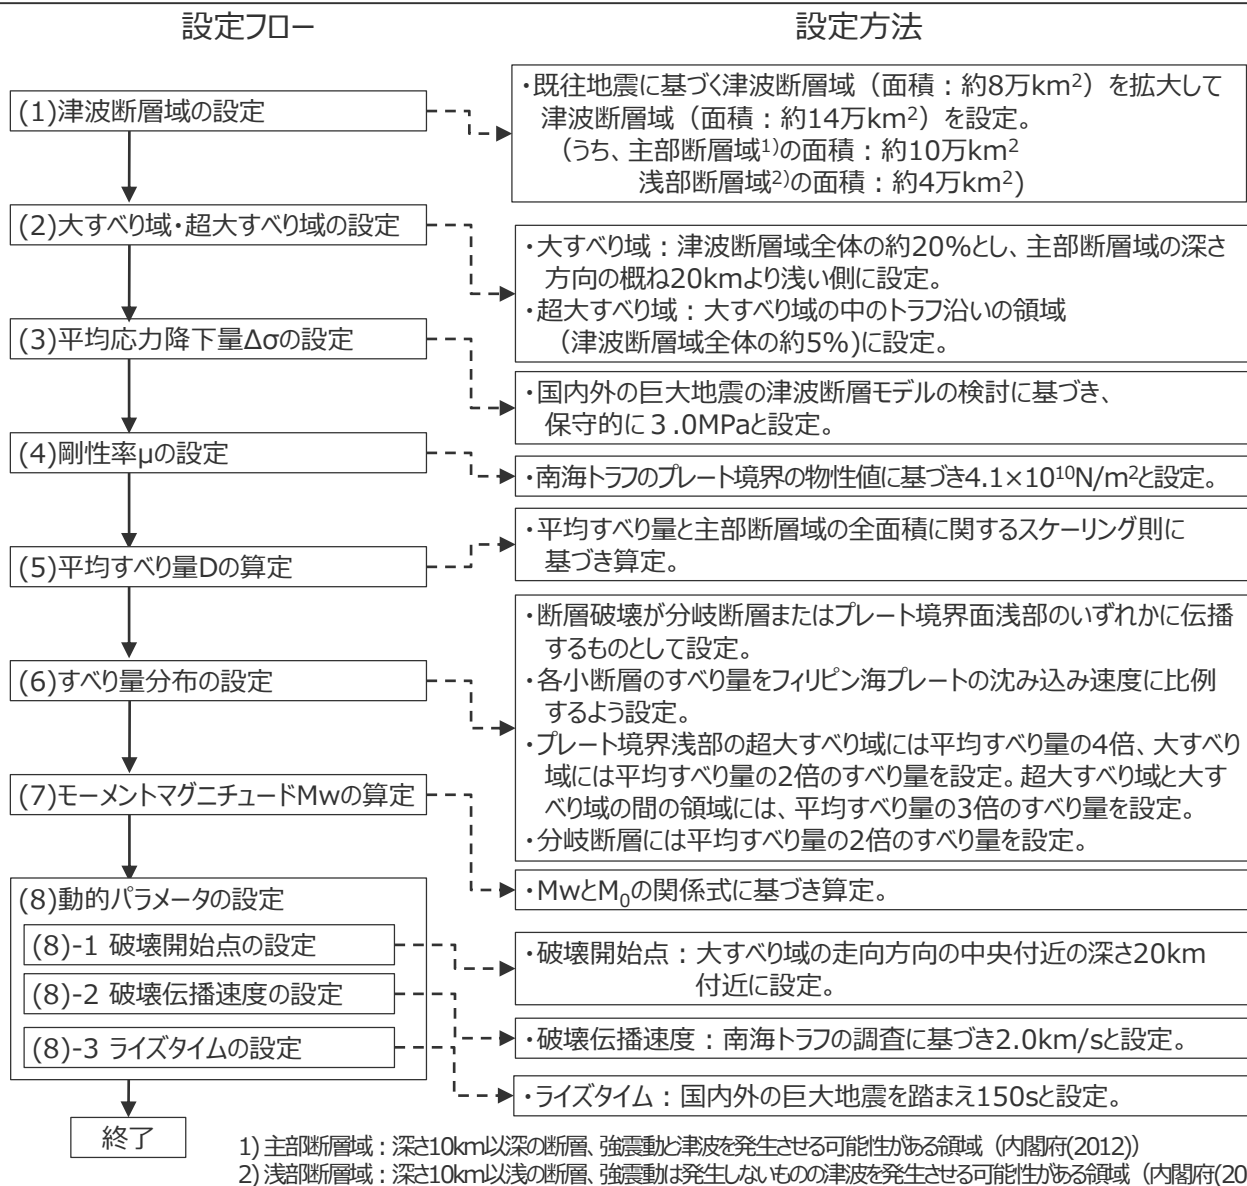 設定フロー
設定方法
(1)津波断層域の設定
・既往地震に基づく津波断層域（面積：約8万km²）を拡大して
津波断層域（面積：約14万km²）を設定。
（うち、主部断層域1)の面積：約10万km²
浅部断層域2)の面積：約4万km²)
(2)大すべり域・超大すべり域の設定
・大すべり域：津波断層域全体の約20%とし、主部断層域の深さ
方向の概ね20kmより浅い側に設定。
・超大すべり域：大すべり域の中のトラフ沿いの領域
（津波断層域全体の約5%)に設定。
(3)平均応力降下量Δσの設定
・国内外の巨大地震の津波断層モデルの検討に基づき、
保守的に３.0MPaと設定。
(4)剛性率μの設定
・南海トラフのプレート境界の物性値に基づき4.1×10¹⁰N/m²と設定。
(5)平均すべり量Dの算定
・平均すべり量と主部断層域の全面積に関するスケーリング則に
基づき算定。
(6)すべり量分布の設定
・断層破壊が分岐断層またはプレート境界面浅部のいずれかに伝播
するものとして設定。
・各小断層のすべり量をフィリピン海プレートの沈み込み速度に比例
するよう設定。
・プレート境界浅部の超大すべり域には平均すべり量の4倍、大すべり
域には平均すべり量の2倍のすべり量を設定。超大すべり域と大す
べり域の間の領域には、平均すべり量の3倍のすべり量を設定。
・分岐断層には平均すべり量の2倍のすべり量を設定。
(7)モーメントマグニチュードMwの算定
・MwとM₀の関係式に基づき算定。
(8)動的パラメータの設定
(8)-1 破壊開始点の設定
・破壊開始点：大すべり域の走向方向の中央付近の深さ20km
付近に設定。
(8)-2 破壊伝播速度の設定
・破壊伝播速度：南海トラフの調査に基づき2.0km/sと設定。
(8)-3 ライズタイムの設定
・ライズタイム：国内外の巨大地震を踏まえ150sと設定。
終了
1) 主部断層域：深さ10km以深の断層、強震動と津波を発生させる可能性がある領域（内閣府(2012)）
2) 浅部断層域：深さ10km以浅の断層、強震動は発生しないものの津波を発生させる可能性がある領域（内閣府(20